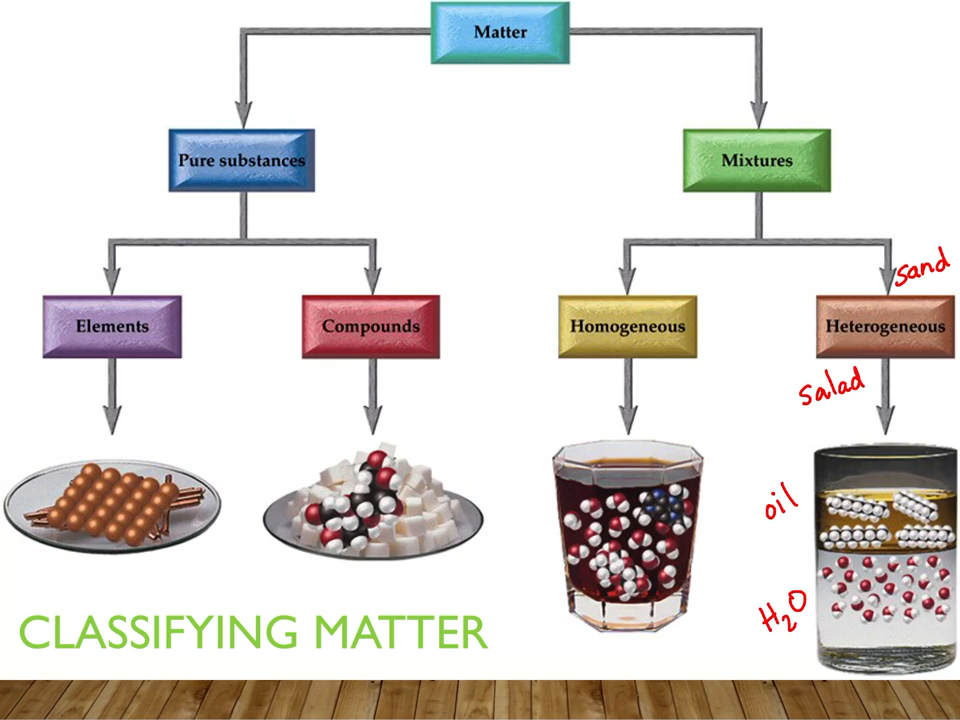 Matter
Pure substances
Mixtures
sand
Elements
Compounds
Homogeneous
Heterogeneous
salad
oil
H₂O
CLASSIFYING MATTER